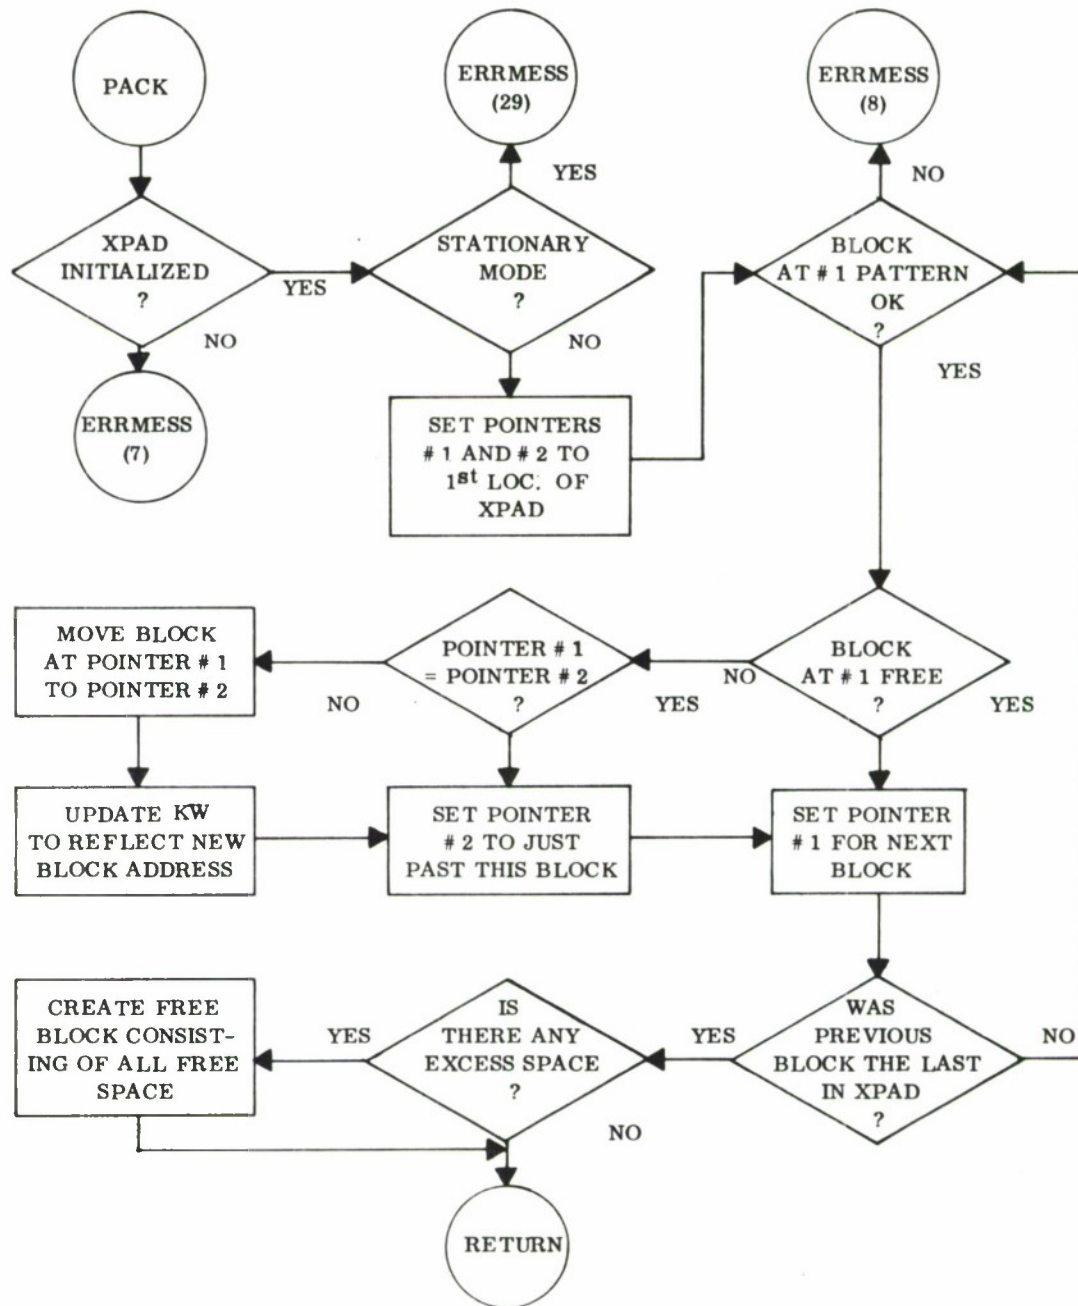 PACK
ERRMESS
(29)
ERRMESS
(8)
YES
NO
XPAD
INITIALIZED
?
YES
NO
STATIONARY
MODE
?
NO
BLOCK
AT # 1 PATTERN
OK
?
YES
ERRMESS
(7)
SET POINTERS
# 1 AND # 2 TO
1st LOC. OF
XPAD
MOVE BLOCK
AT POINTER # 1
TO POINTER # 2
NO
POINTER # 1
= POINTER # 2
?
YES
NO
BLOCK
AT # 1 FREE
?
YES
UPDATE KW
TO REFLECT NEW
BLOCK ADDRESS
SET POINTER
# 2 TO JUST
PAST THIS BLOCK
SET POINTER
# 1 FOR NEXT
BLOCK
CREATE FREE
BLOCK CONSIST-
ING OF ALL FREE
SPACE
YES
IS
THERE ANY
EXCESS SPACE
?
NO
YES
WAS
PREVIOUS
BLOCK THE LAST
IN XPAD
?
NO
RETURN